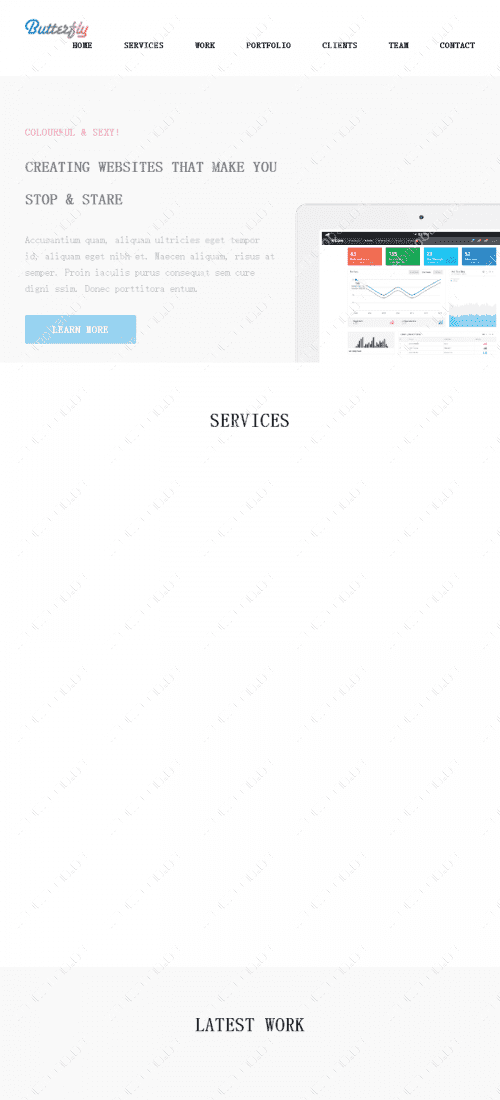 Butterfly
HOME SERVICES WORK PORTFOLIO CLIENTS TEAM CONTACT
COLOURFUL & SEXY!
CREATING WEBSITES THAT MAKE YOU
STOP & STARE
Accumantium quam, aliquam ultricies eget tempor
id; aliquam eget nibh et. Maecen aliquam, risus at
semper. Proin iaculis purus consequat sem cure
digni ssim. Donec porttitora entum.
LEARN MORE
SERVICES
LATEST WORK